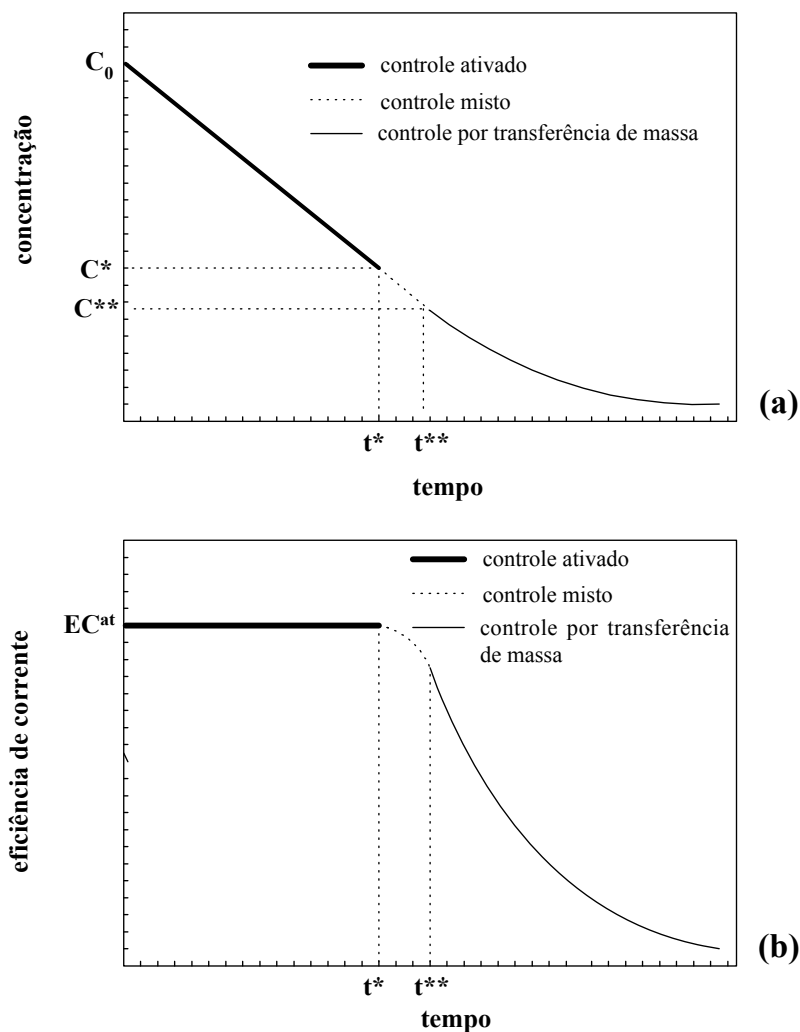 C₀
controle ativado
controle misto
controle por transferência de massa
concentração
C*
C**
t* t**
tempo
(a)
controle ativado
controle misto
controle por transferência
de massa
ECᵃᵗ
eficiência de corrente
t* t**
tempo
(b)